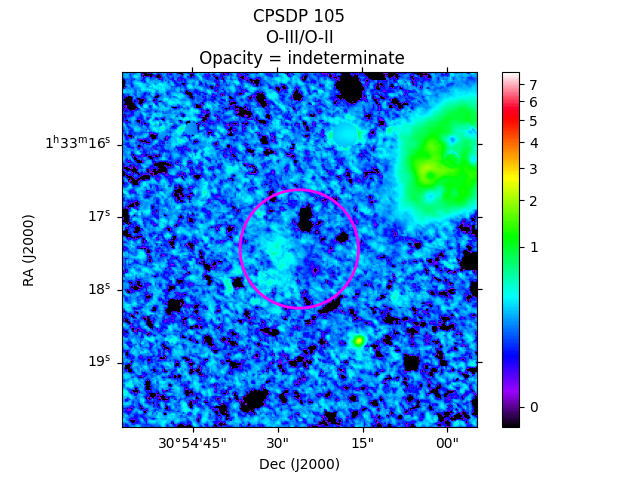 CPSDP 105
O-III/O-II
Opacity = indeterminate
7
6
5
4
3
2
1
0
1ʰ33ᵐ16ˢ
17ˢ
18ˢ
19ˢ
RA (J2000)
30°54'45" 30" 15" 00"
Dec (J2000)